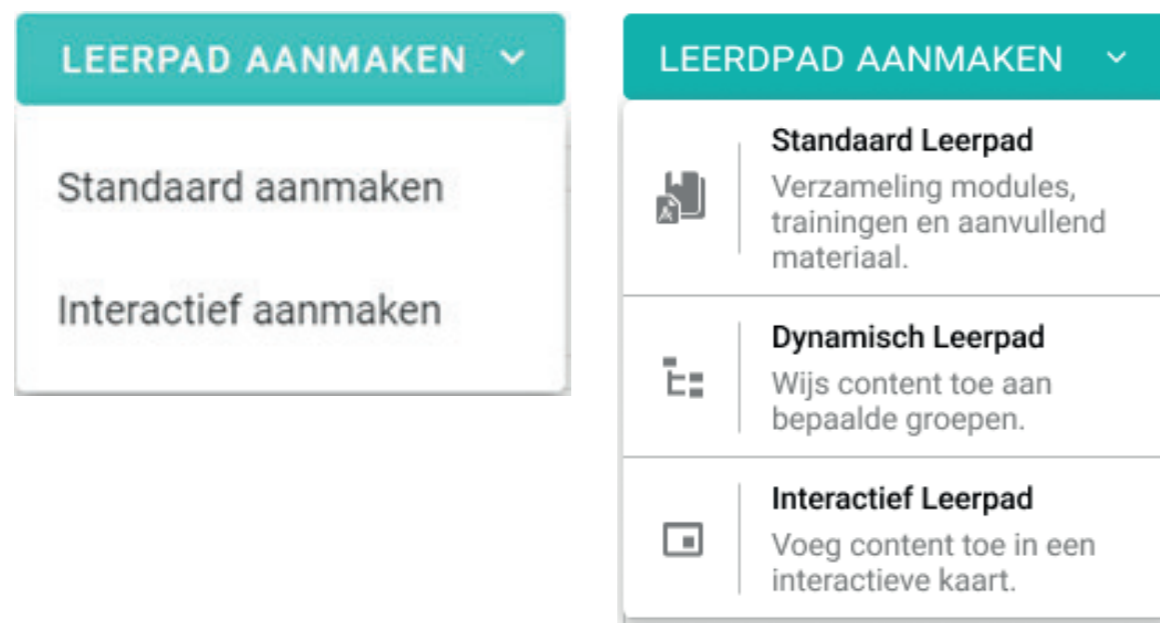 LEERPAD AANMAKEN
Standaard aanmaken
Interactief aanmaken
LEERDPAD AANMAKEN
Standaard Leerpad
Verzameling modules,
trainingen en aanvullend
materiaal.
Dynamisch Leerpad
Wijs content toe aan
bepaalde groepen.
Interactief Leerpad
Voeg content toe in een
interactieve kaart.